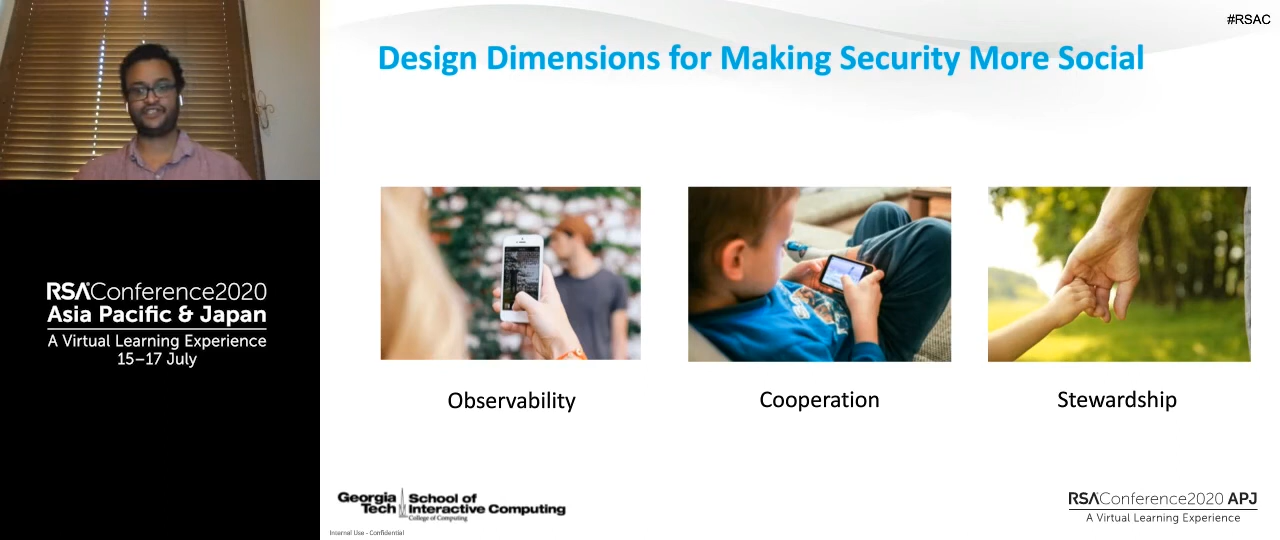 #RSAC
Design Dimensions for Making Security More Social
RSAConference2020
Asia Pacific & Japan
A Virtual Learning Experience
15–17 July
Observability
Cooperation
Stewardship
Georgia Tech
School of Interactive Computing
College of Computing
Internal Use - Confidential
RSAConference2020 APJ
A Virtual Learning Experience